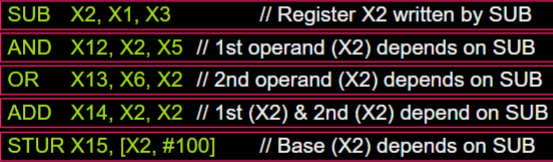 SUB X2, X1, X3 // Register X2 written by SUB
AND X12, X2, X5 // 1st operand (X2) depends on SUB
OR X13, X6, X2 // 2nd operand (X2) depends on SUB
ADD X14, X2, X2 // 1st (X2) & 2nd (X2) depend on SUB
STUR X15, [X2, #100] // Base (X2) depends on SUB